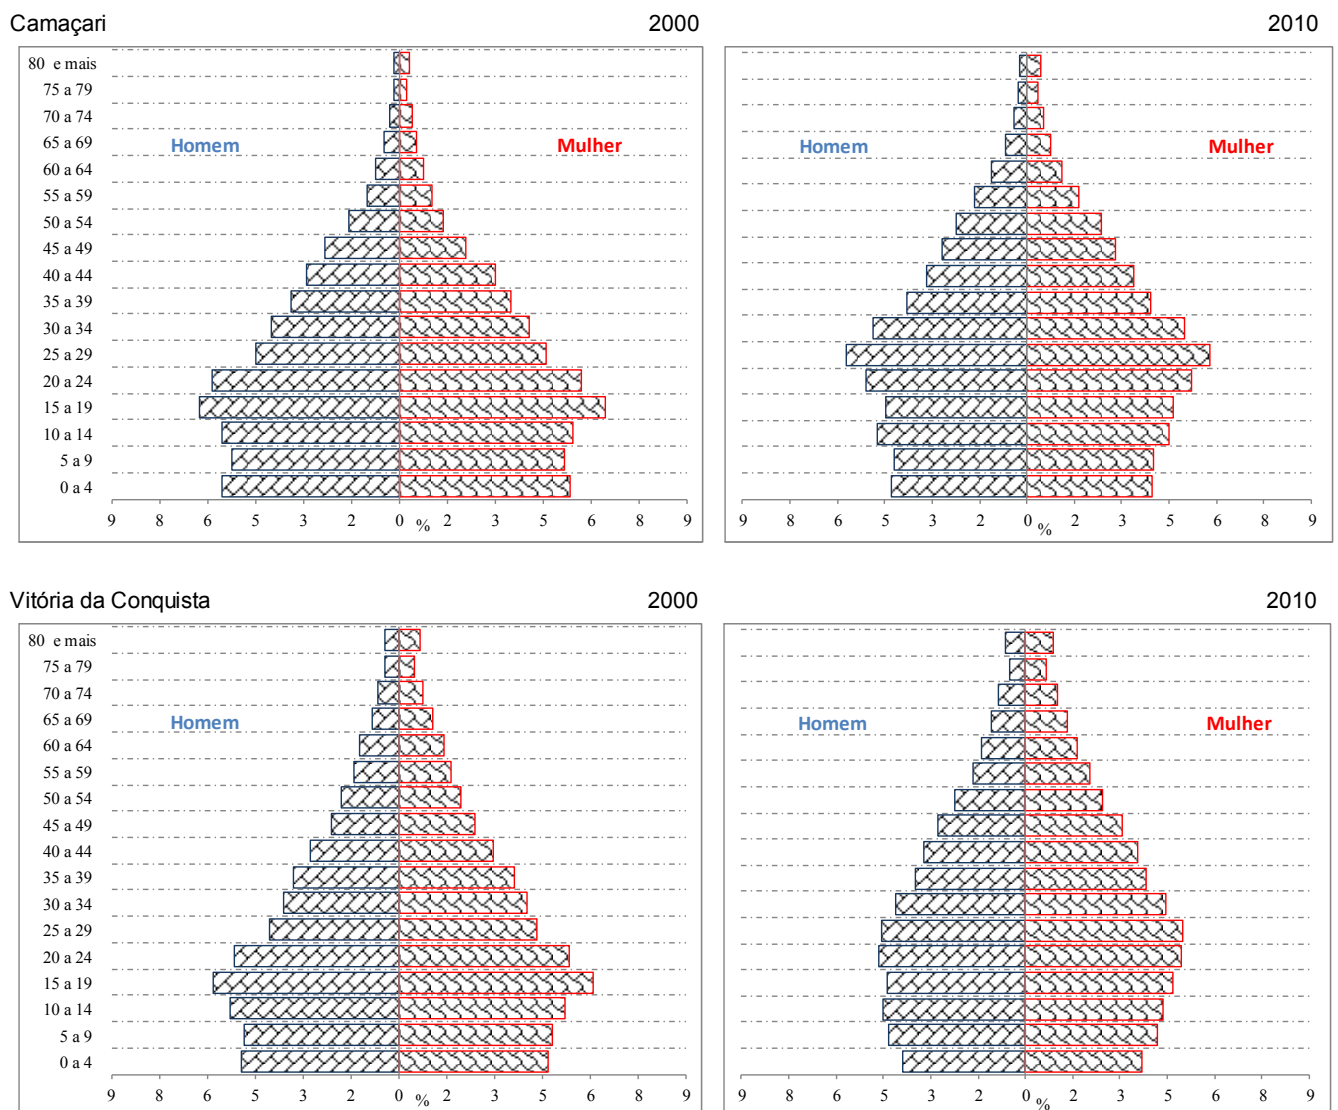 Camaçari 2000 2010
80 e mais
75 a 79
70 a 74
65 a 69 Homem Mulher Homem Mulher
60 a 64
55 a 59
50 a 54
45 a 49
40 a 44
35 a 39
30 a 34
25 a 29
20 a 24
15 a 19
10 a 14
5 a 9
0 a 4
9 8 6 5 3 2 0 2 3 5 6 8 9 9 8 6 5 3 2 0 2 3 5 6 8 9
% %
Vitória da Conquista 2000 2010
80 e mais
75 a 79
70 a 74
65 a 69 Homem Homem Mulher
60 a 64
55 a 59
50 a 54
45 a 49
40 a 44
35 a 39
30 a 34
25 a 29
20 a 24
15 a 19
10 a 14
5 a 9
0 a 4
9 8 6 5 3 2 0 2 3 5 6 8 9 9 8 6 5 3 2 0 2 3 5 6 8 9
% %